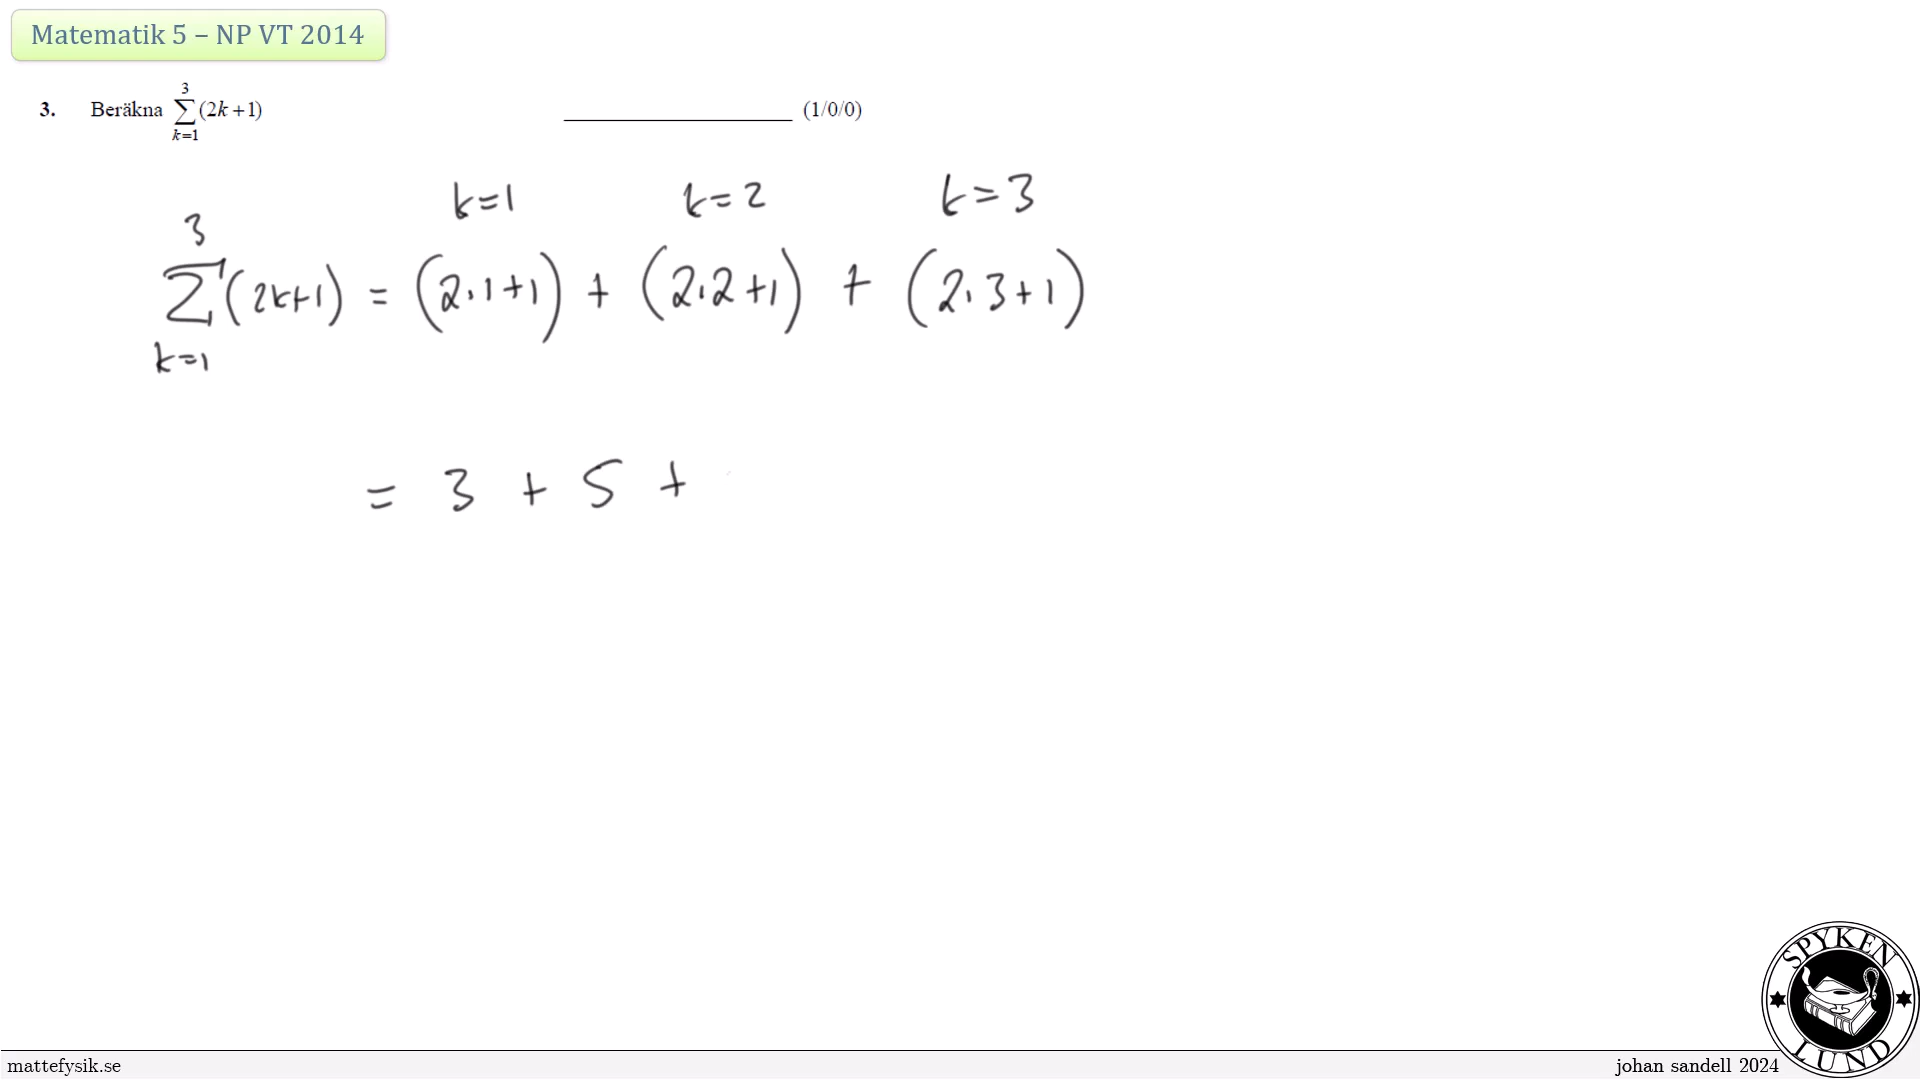 Matematik 5 – NP VT 2014
3. Beräkna ∑_{k=1}^{3} (2k+1) ____________________ (1/0/0)
k=1 k=2 k=3
∑_{k=1}^{3} (2k+1) = (2·1+1) + (2·2+1) + (2·3+1)
= 3 + 5 +
SPYKEN
LUND
mattefysik.se johan sandell 2024